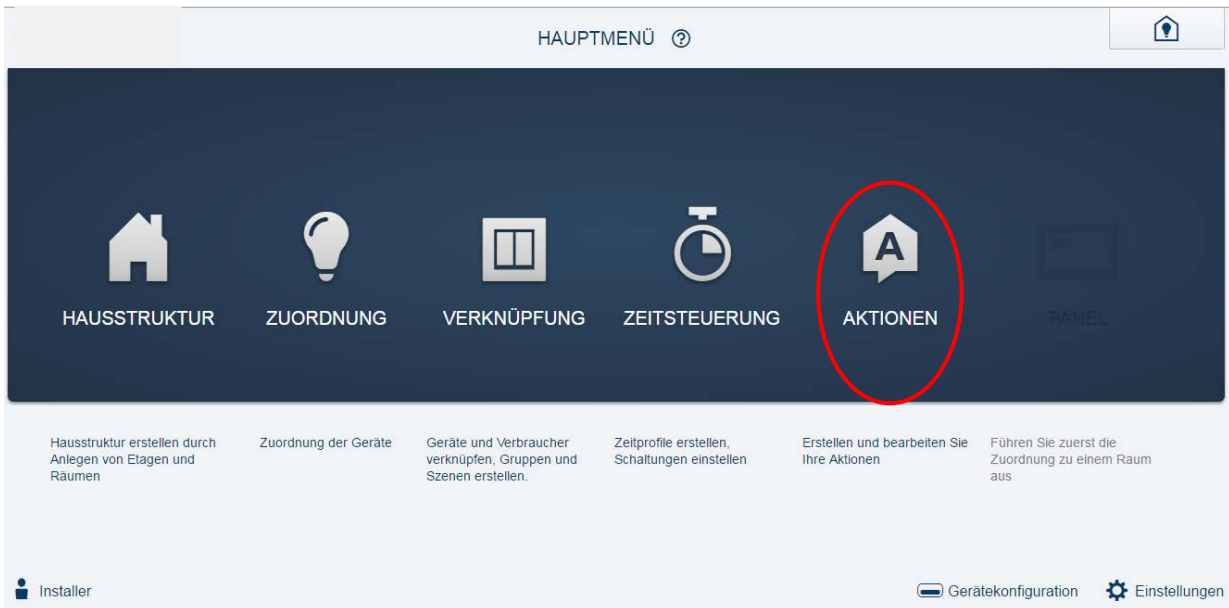 HAUPTMENÜ ?
HAUSSTRUKTUR
ZUORDNUNG
VERKNÜPFUNG
ZEITSTEUERUNG
A
AKTIONEN
PANEL
Hausstruktur erstellen durch
Anlegen von Etagen und
Räumen
Zuordnung der Geräte
Geräte und Verbraucher
verknüpfen, Gruppen und
Szenen erstellen.
Zeitprofile erstellen,
Schaltungen einstellen
Erstellen und bearbeiten Sie
Ihre Aktionen
Führen Sie zuerst die
Zuordnung zu einem Raum
aus
Installer
Gerätekonfiguration
Einstellungen